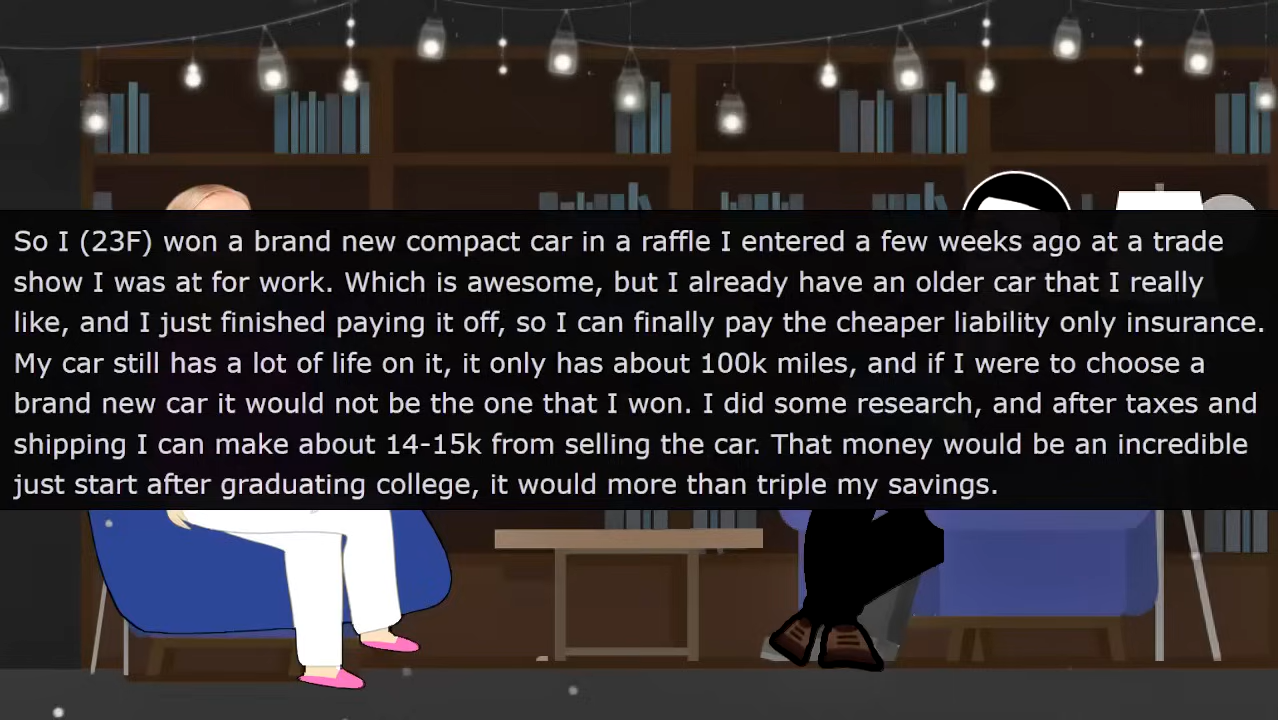 So I (23F) won a brand new compact car in a raffle I entered a few weeks ago at a trade
show I was at for work. Which is awesome, but I already have an older car that I really
like, and I just finished paying it off, so I can finally pay the cheaper liability only insurance.
My car still has a lot of life on it, it only has about 100k miles, and if I were to choose a
brand new car it would not be the one that I won. I did some research, and after taxes and
shipping I can make about 14-15k from selling the car. That money would be an incredible
just start after graduating college, it would more than triple my savings.